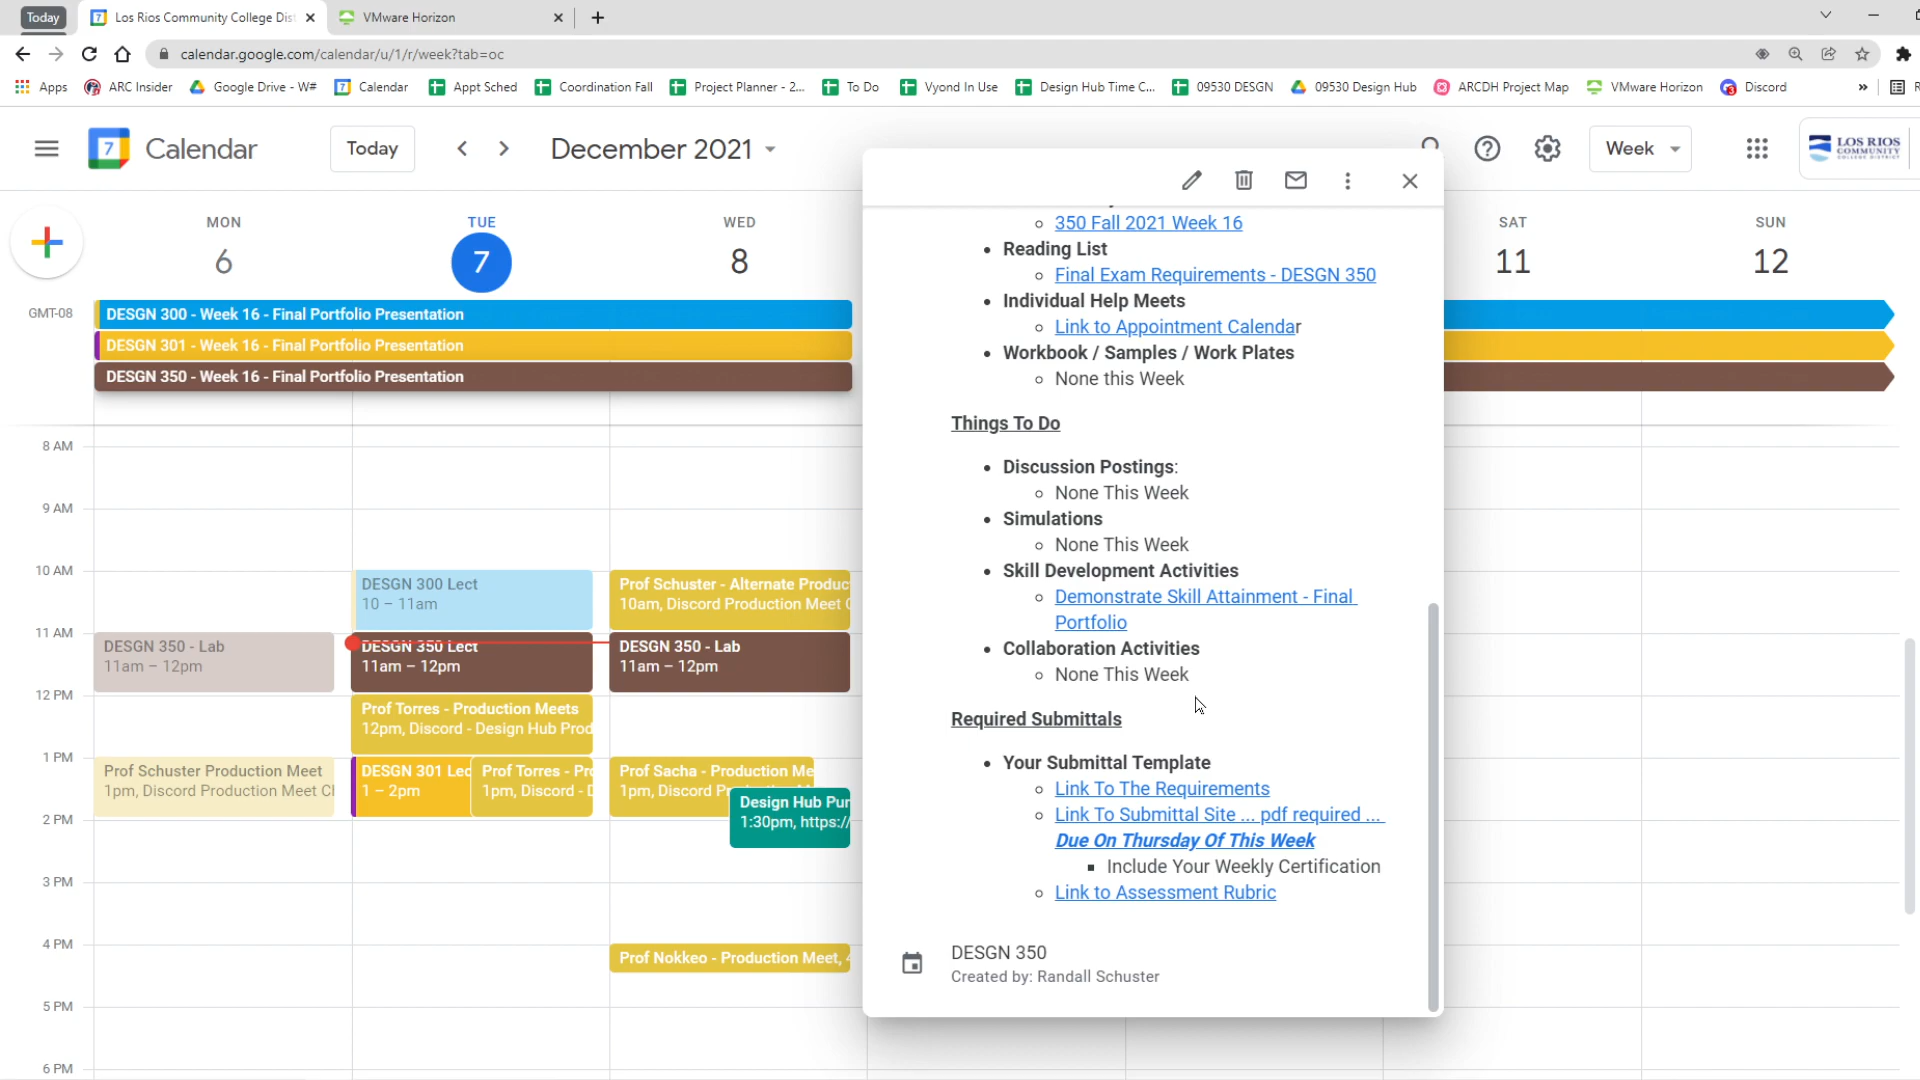 Today
Los Rios Community College Dis
VMware Horizon
calendar.google.com/calendar/u/1/r/week?tab=oc
Apps
ARC Insider
Google Drive - W#
Calendar
Appt Sched
Coordination Fall
Project Planner - 2...
To Do
Vyond In Use
Design Hub Time C...
09530 DESGN
09530 Design Hub
ARCDH Project Map
VMware Horizon
Discord
»
7
Calendar
Today
December 2021
Week
LOS RIOS
COMMUNITY
COLLEGE DISTRICT
MON
6
TUE
7
WED
8
SAT
11
SUN
12
GMT-08
DESGN 300 - Week 16 - Final Portfolio Presentation
DESGN 301 - Week 16 - Final Portfolio Presentation
DESGN 350 - Week 16 - Final Portfolio Presentation
8 AM
9 AM
10 AM
11 AM
12 PM
1 PM
2 PM
3 PM
4 PM
5 PM
6 PM
DESGN 350 - Lab
11am – 12pm
Prof Schuster Production Meet
1pm, Discord Production Meet Cl
DESGN 300 Lect
10 – 11am
DESGN 350 Lect
11am – 12pm
Prof Torres - Production Meets
12pm, Discord - Design Hub Prod
DESGN 301 Lec
1 – 2pm
Prof Torres - Pro
1pm, Discord - D
Prof Schuster - Alternate Produc
10am, Discord Production Meet C
DESGN 350 - Lab
11am – 12pm
Prof Sacha - Production Me
1pm, Discord P
Design Hub Pur
1:30pm, https://
Prof Nokkeo - Production Meet, 4
350 Fall 2021 Week 16
• Reading List
Final Exam Requirements - DESGN 350
• Individual Help Meets
Link to Appointment Calendar
• Workbook / Samples / Work Plates
None this Week
Things To Do
• Discussion Postings:
None This Week
• Simulations
None This Week
• Skill Development Activities
Demonstrate Skill Attainment - Final
Portfolio
• Collaboration Activities
None This Week
Required Submittals
• Your Submittal Template
Link To The Requirements
Link To Submittal Site ... pdf required ...
Due On Thursday Of This Week
Include Your Weekly Certification
Link to Assessment Rubric
DESGN 350
Created by: Randall Schuster